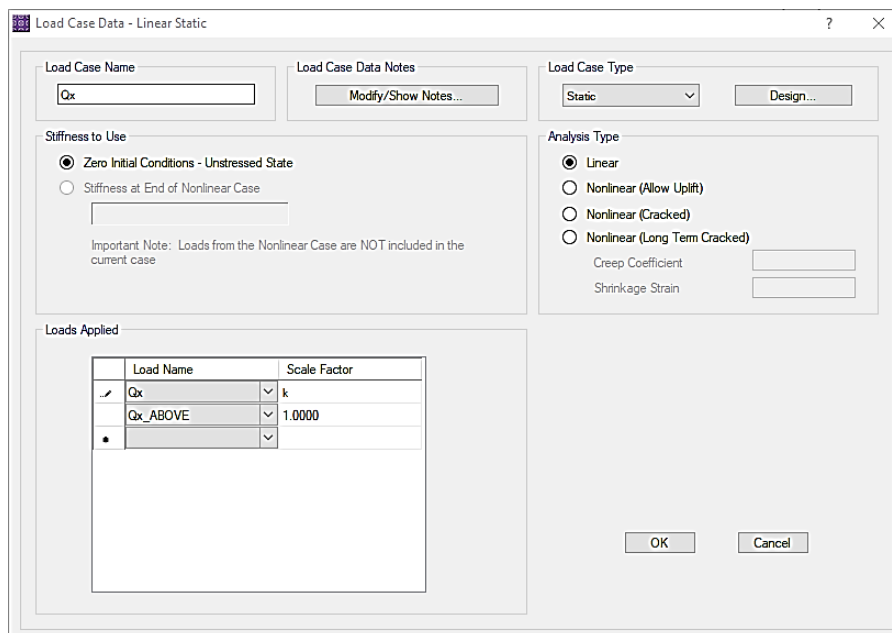 Load Case Data - Linear Static
Load Case Name
Qx
Load Case Data Notes
Modify/Show Notes...
Load Case Type
Static
Design...
Stiffness to Use
Zero Initial Conditions - Unstressed State
Stiffness at End of Nonlinear Case
Important Note: Loads from the Nonlinear Case are NOT included in the
current case
Analysis Type
Linear
Nonlinear (Allow Uplift)
Nonlinear (Cracked)
Nonlinear (Long Term Cracked)
Creep Coefficient
Shrinkage Strain
Loads Applied
Load Name Scale Factor
Qx k
Qx_ABOVE 1.0000
OK Cancel